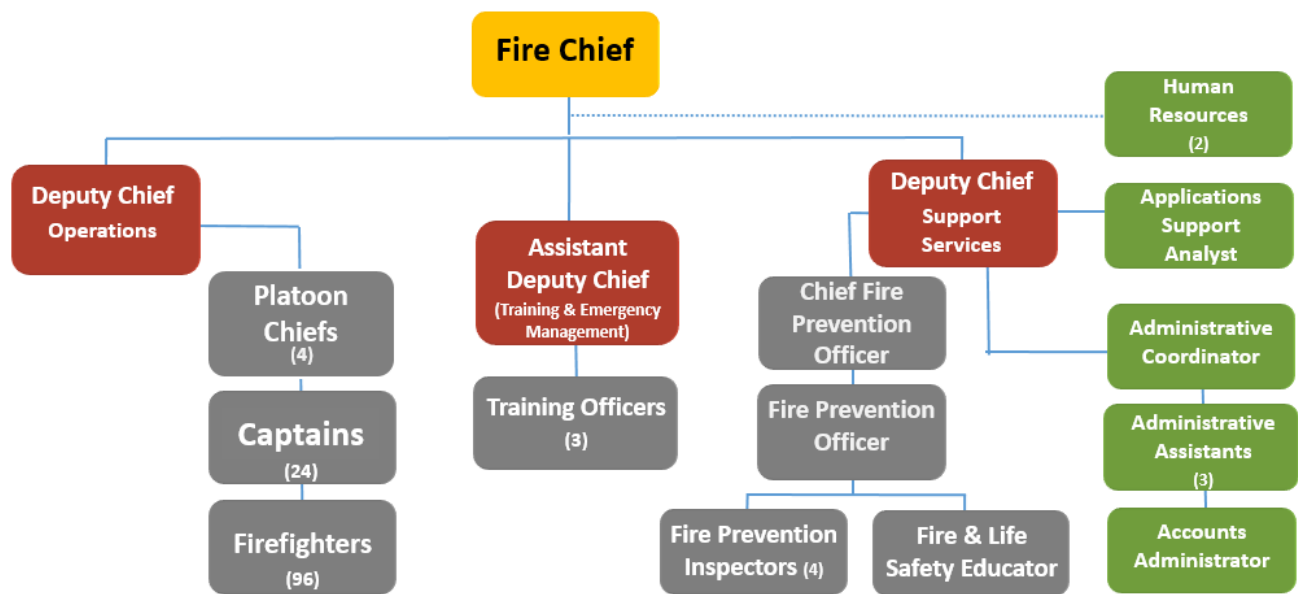 Fire Chief
Human
Resources
(2)
Deputy Chief
Operations
Deputy Chief
Support
Services
Applications
Support
Analyst
Assistant
Deputy Chief
(Training & Emergency
Management)
Platoon
Chiefs
(4)
Chief Fire
Prevention
Officer
Administrative
Coordinator
Captains
(24)
Training Officers
(3)
Fire Prevention
Officer
Administrative
Assistants
(3)
Firefighters
(96)
Fire Prevention
Inspectors (4)
Fire & Life
Safety Educator
Accounts
Administrator